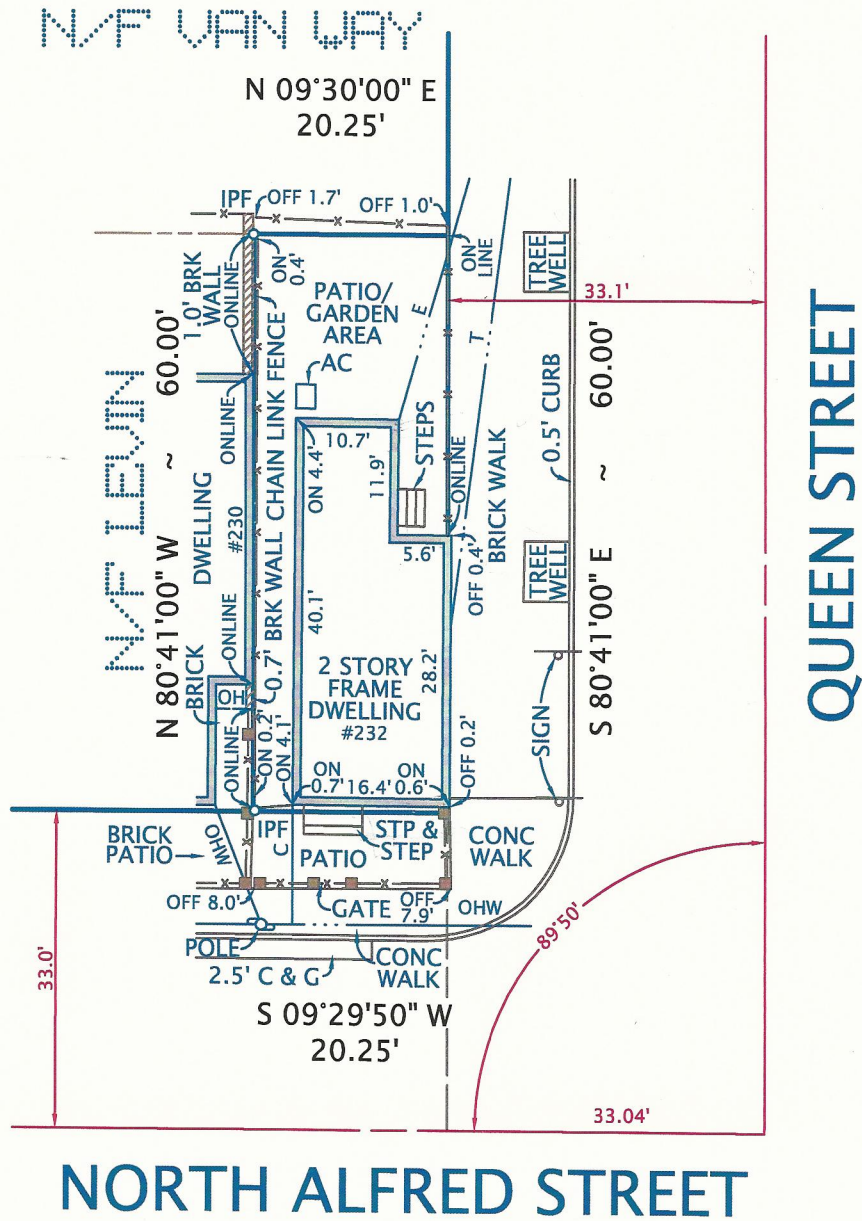 N/F VAN WAY
N 09°30'00" E
20.25'
IPF
OFF 1.7'
OFF 1.0'
ON
0.4'
ON
LINE
TREE
WELL
1.0' BRK
WALL
ONLINE
PATIO/
GARDEN
AREA
E
T
33.1'
AC
N/F LEVIN
N 80°41'00" W ~ 60.00'
DWELLING
#230
ONLINE
0.7' BRK WALL CHAIN LINK FENCE
10.7'
ON 4.4'
11.9'
STEPS
ONLINE
BRICK WALK
0.5' CURB
S 80°41'00" E ~ 60.00'
QUEEN STREET
5.6'
OFF 0.4'
TREE
WELL
40.1'
28.2'
2 STORY
FRAME
DWELLING
#232
ONLINE
BRICK
OH
ONLINE
ON 0.2'
ON 4.1'
ON
0.7'
16.4'
ON
0.6'
OFF 0.2'
SIGN
BRICK
PATIO
OHW
IPF
C
PATIO
STP &
STEP
CONC
WALK
OFF 8.0'
GATE
OFF
7.9'
OHW
POLE
2.5' C & G
CONC
WALK
89°50'
33.0'
S 09°29'50" W
20.25'
33.04'
NORTH ALFRED STREET